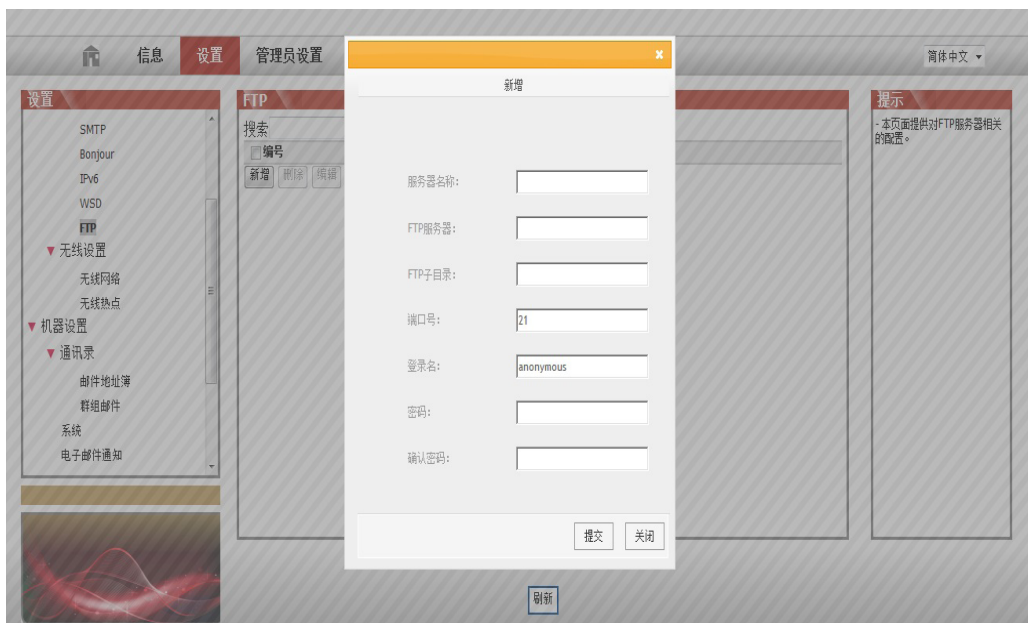 信息
设置
管理员设置
简体中文
设置
SMTP
Bonjour
IPv6
WSD
FTP
无线设置
无线网络
无线热点
机器设置
通讯录
邮件地址簿
群组邮件
系统
电子邮件通知
FTP
搜索
编号
新增 删除 编辑
x
新增
服务器名称:
FTP服务器:
FTP子目录:
端口号: 21
登录名: anonymous
密码:
确认密码:
提交 关闭
提示
- 本页面提供对FTP服务器相关
的配置。
刷新